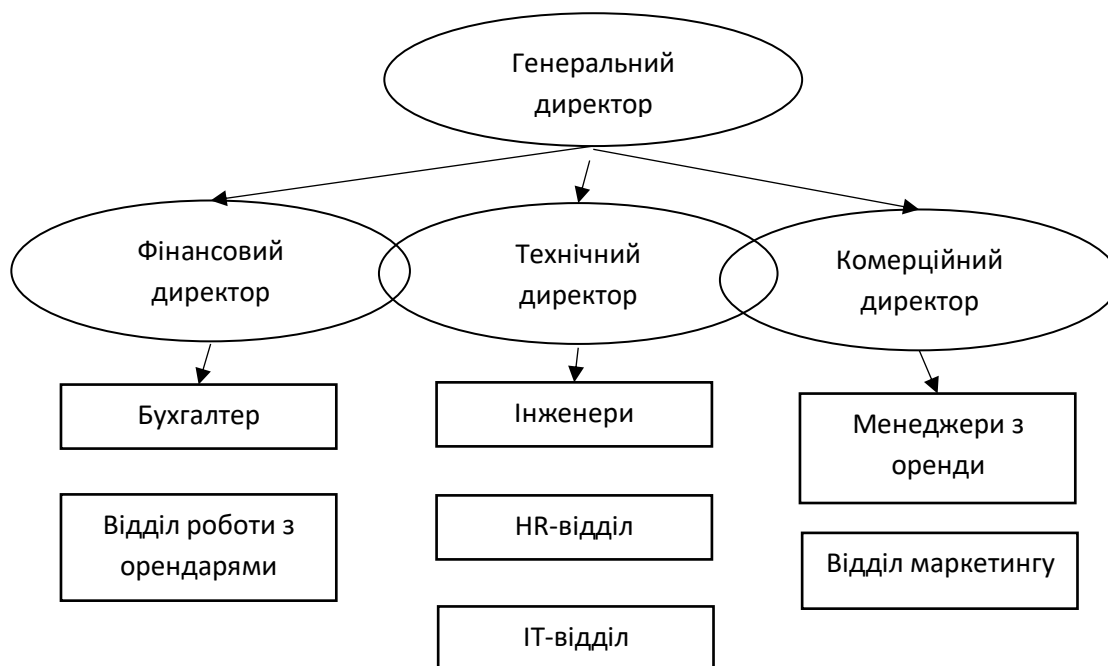 Генеральний
директор
Фінансовий
директор
Технічний
директор
Комерційний
директор
Бухгалтер
Інженери
Менеджери з
оренди
Відділ роботи з
орендарями
HR-відділ
Відділ маркетингу
ІТ-відділ